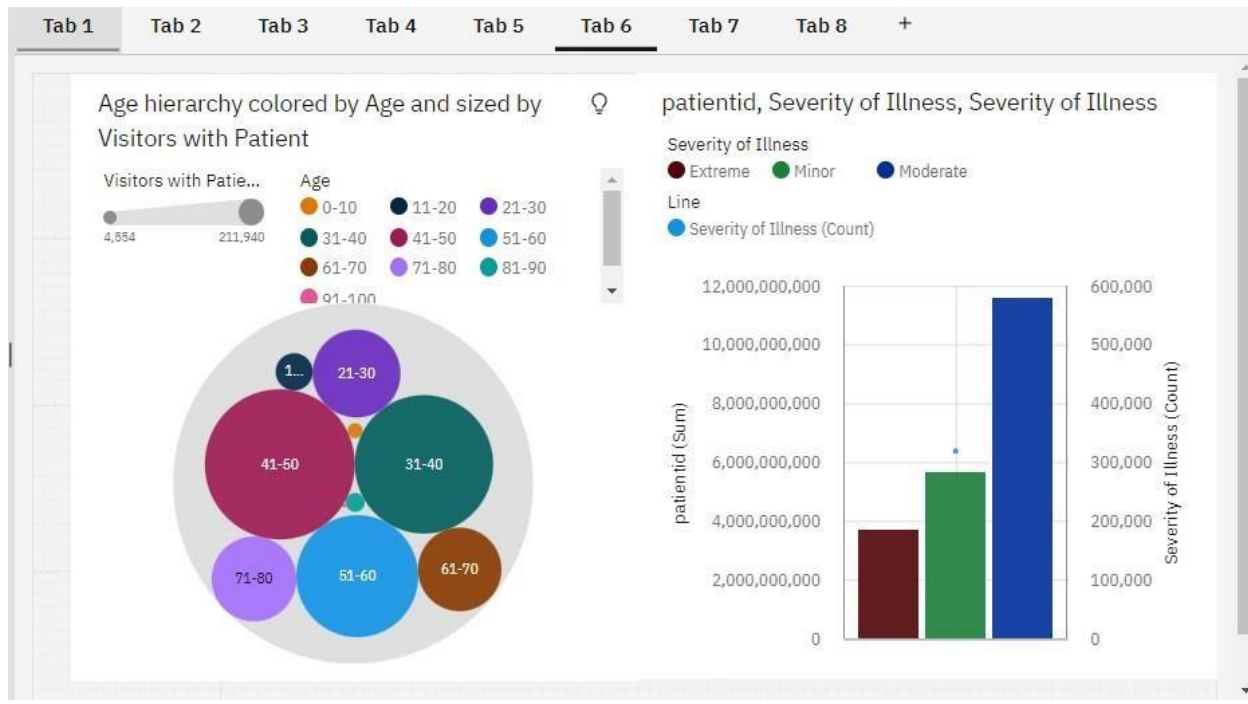 Tab 1 Tab 2 Tab 3 Tab 4 Tab 5 Tab 6 Tab 7 Tab 8 +
Age hierarchy colored by Age and sized by
Visitors with Patient
Visitors with Patie...
4,554 211,940
Age
0-10 11-20 21-30
31-40 41-50 51-60
61-70 71-80 81-90
91-100
1...
21-30
41-50
31-40
71-80
51-60
61-70
patientid, Severity of Illness, Severity of Illness
Severity of Illness
Extreme Minor Moderate
Line
Severity of Illness (Count)
patientid (Sum)
12,000,000,000
10,000,000,000
8,000,000,000
6,000,000,000
4,000,000,000
2,000,000,000
0
600,000
500,000
400,000
300,000
200,000
100,000
0
Severity of Illness (Count)